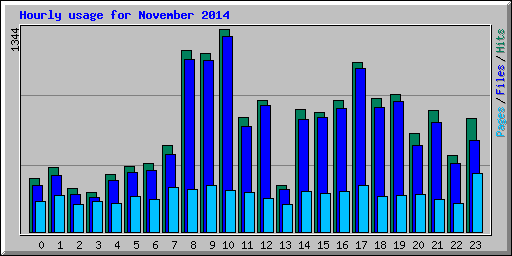 Hourly usage for November 2014
1344
Pages / Files / Hits
0 1 2 3 4 5 6 7 8 9 10 11 12 13 14 15 16 17 18 19 20 21 22 23